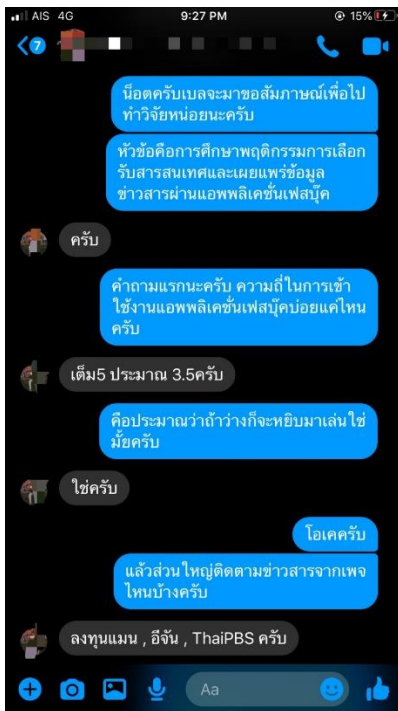 AIS 4G
9:27 PM
15%
7
น็อตครับเบลจะมาขอสัมภาษณ์เพื่อไป
ทำวิจัยหน่อยนะครับ
หัวข้อคือการศึกษาพฤติกรรมการเลือก
รับสารสนเทศและเผยแพร่ข้อมูล
ข่าวสารผ่านแอพพลิเคชั่นเฟสบุ๊ค
ครับ
คำถามแรกนะครับ ความถี่ในการเข้า
ใช้งานแอพพลิเคชั่นเฟสบุ๊คบ่อยแค่ไหน
ครับ
เต็ม5 ประมาณ 3.5ครับ
คือประมาณว่าถ้าว่างก็จะหยิบมาเล่นใช่
มั้ยครับ
ใช่ครับ
โอเคครับ
แล้วส่วนใหญ่ติดตามข่าวสารจากเพจ
ไหนบ้างครับ
ลงทุนแมน , อีจัน , ThaiPBS ครับ
Aa